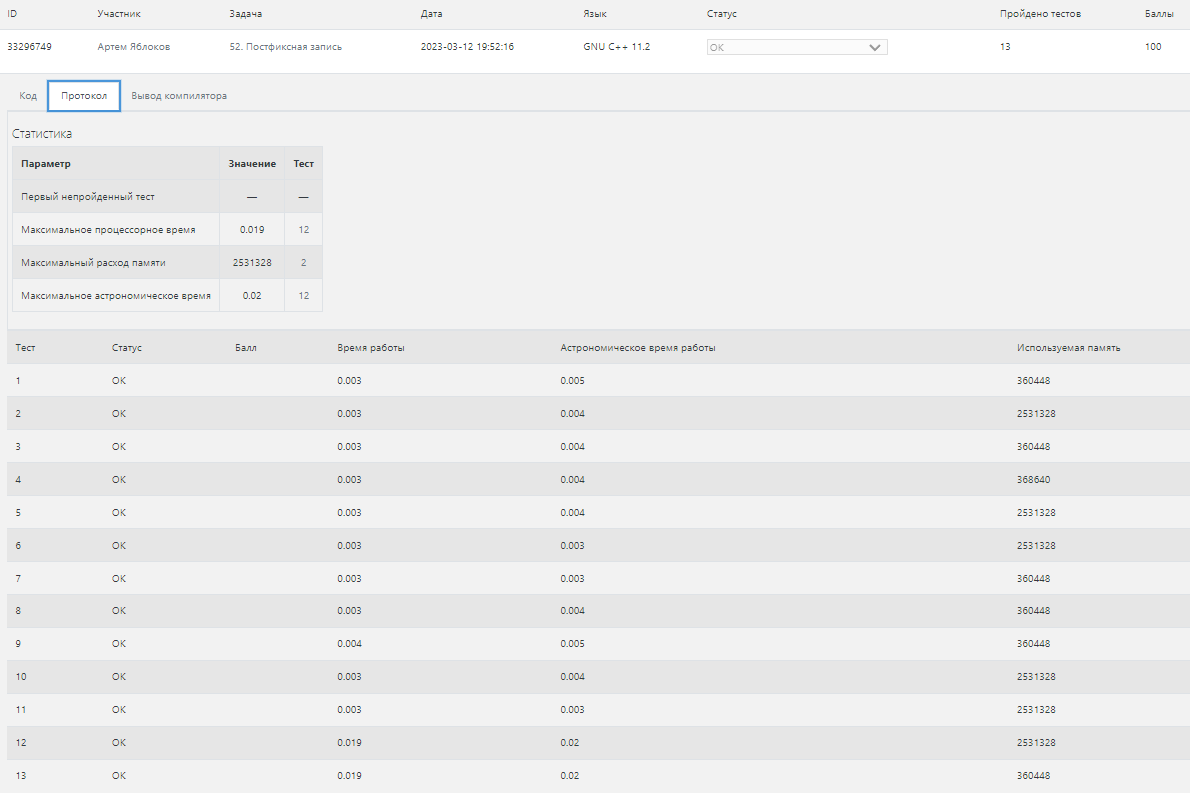 ID Участник Задача Дата Язык Статус Пройдено тестов Баллы
33296749 Артем Яблоков 52. Постфиксная запись 2023-03-12 19:52:16 GNU C++ 11.2 OK 13 100
Код Протокол Вывод компилятора
Статистика
Параметр Значение Тест
Первый непройденный тест — —
Максимальное процессорное время 0.019 12
Максимальный расход памяти 2531328 2
Максимальное астрономическое время 0.02 12
Тест Статус Балл Время работы Астрономическое время работы Используемая память
1 OK 0.003 0.005 360448
2 OK 0.003 0.004 2531328
3 OK 0.003 0.004 360448
4 OK 0.003 0.004 368640
5 OK 0.003 0.004 2531328
6 OK 0.003 0.003 2531328
7 OK 0.003 0.003 360448
8 OK 0.003 0.004 360448
9 OK 0.004 0.005 360448
10 OK 0.003 0.004 2531328
11 OK 0.003 0.003 2531328
12 OK 0.019 0.02 2531328
13 OK 0.019 0.02 360448